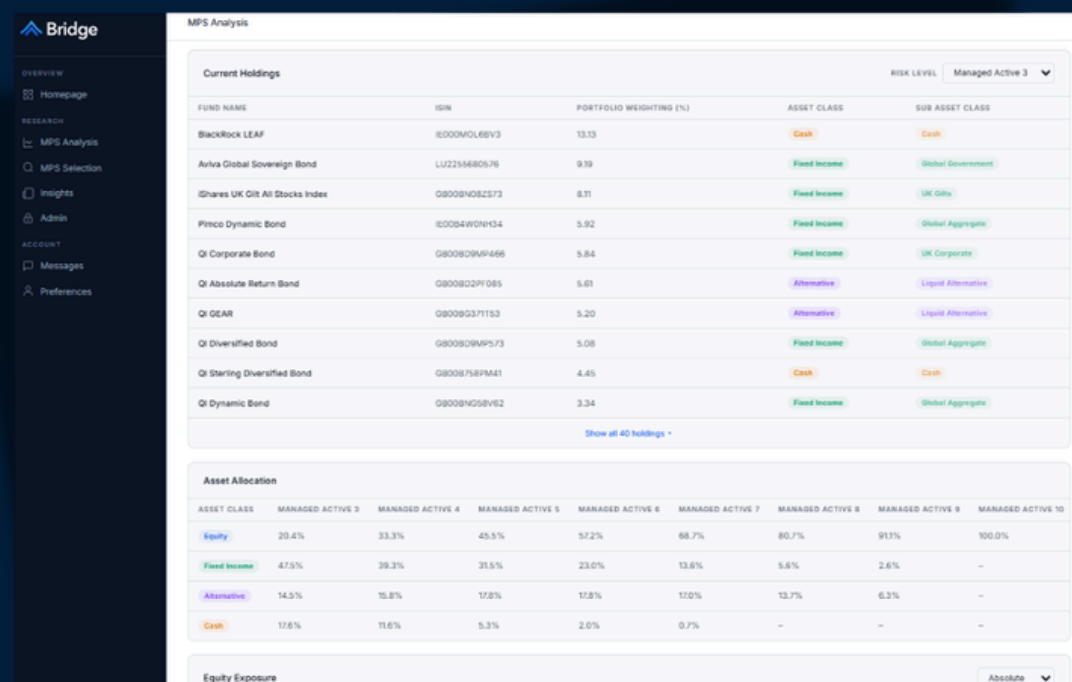 Bridge
MPS Analysis
OVERVIEW
Homepage
RESEARCH
MPS Analysis
MPS Selection
Insights
Admin
ACCOUNT
Messages
Preferences
Current Holdings RISK LEVEL Managed Active 3
FUND NAME ISIN PORTFOLIO WEIGHTING (%) ASSET CLASS SUB ASSET CLASS
BlackRock LEAF 13.13 Cash Cash
Aviva Global Sovereign Bond LU2255680576 9.19 Fixed Income Global Government
iShares UK Gilt All Stocks Index 8.11 Fixed Income UK Gilts
Pimco Dynamic Bond 5.92 Fixed Income Global Aggregate
QI Corporate Bond 5.84 Fixed Income UK Corporate
QI Absolute Return Bond 5.61 Alternative Liquid Alternative
QI GEAR 5.20 Alternative Liquid Alternative
QI Diversified Bond 5.08 Fixed Income Global Aggregate
QI Sterling Diversified Bond 4.45 Cash Cash
QI Dynamic Bond 3.34 Fixed Income Global Aggregate
Show all 40 holdings
Asset Allocation
ASSET CLASS MANAGED ACTIVE 3 MANAGED ACTIVE 4 MANAGED ACTIVE 5 MANAGED ACTIVE 6 MANAGED ACTIVE 7 MANAGED ACTIVE 8 MANAGED ACTIVE 9 MANAGED ACTIVE 10
Equity 20.4% 33.3% 45.5% 57.2% 68.7% 80.7% 91.1% 100.0%
Fixed Income 47.5% 39.3% 31.5% 23.0% 13.6% 5.6% 2.6% –
Alternative 14.5% 15.8% 17.8% 17.8% 17.0% 13.7% 6.3% –
Cash 17.6% 11.6% 5.3% 2.0% 0.7% – – –
Equity Exposure Absolute